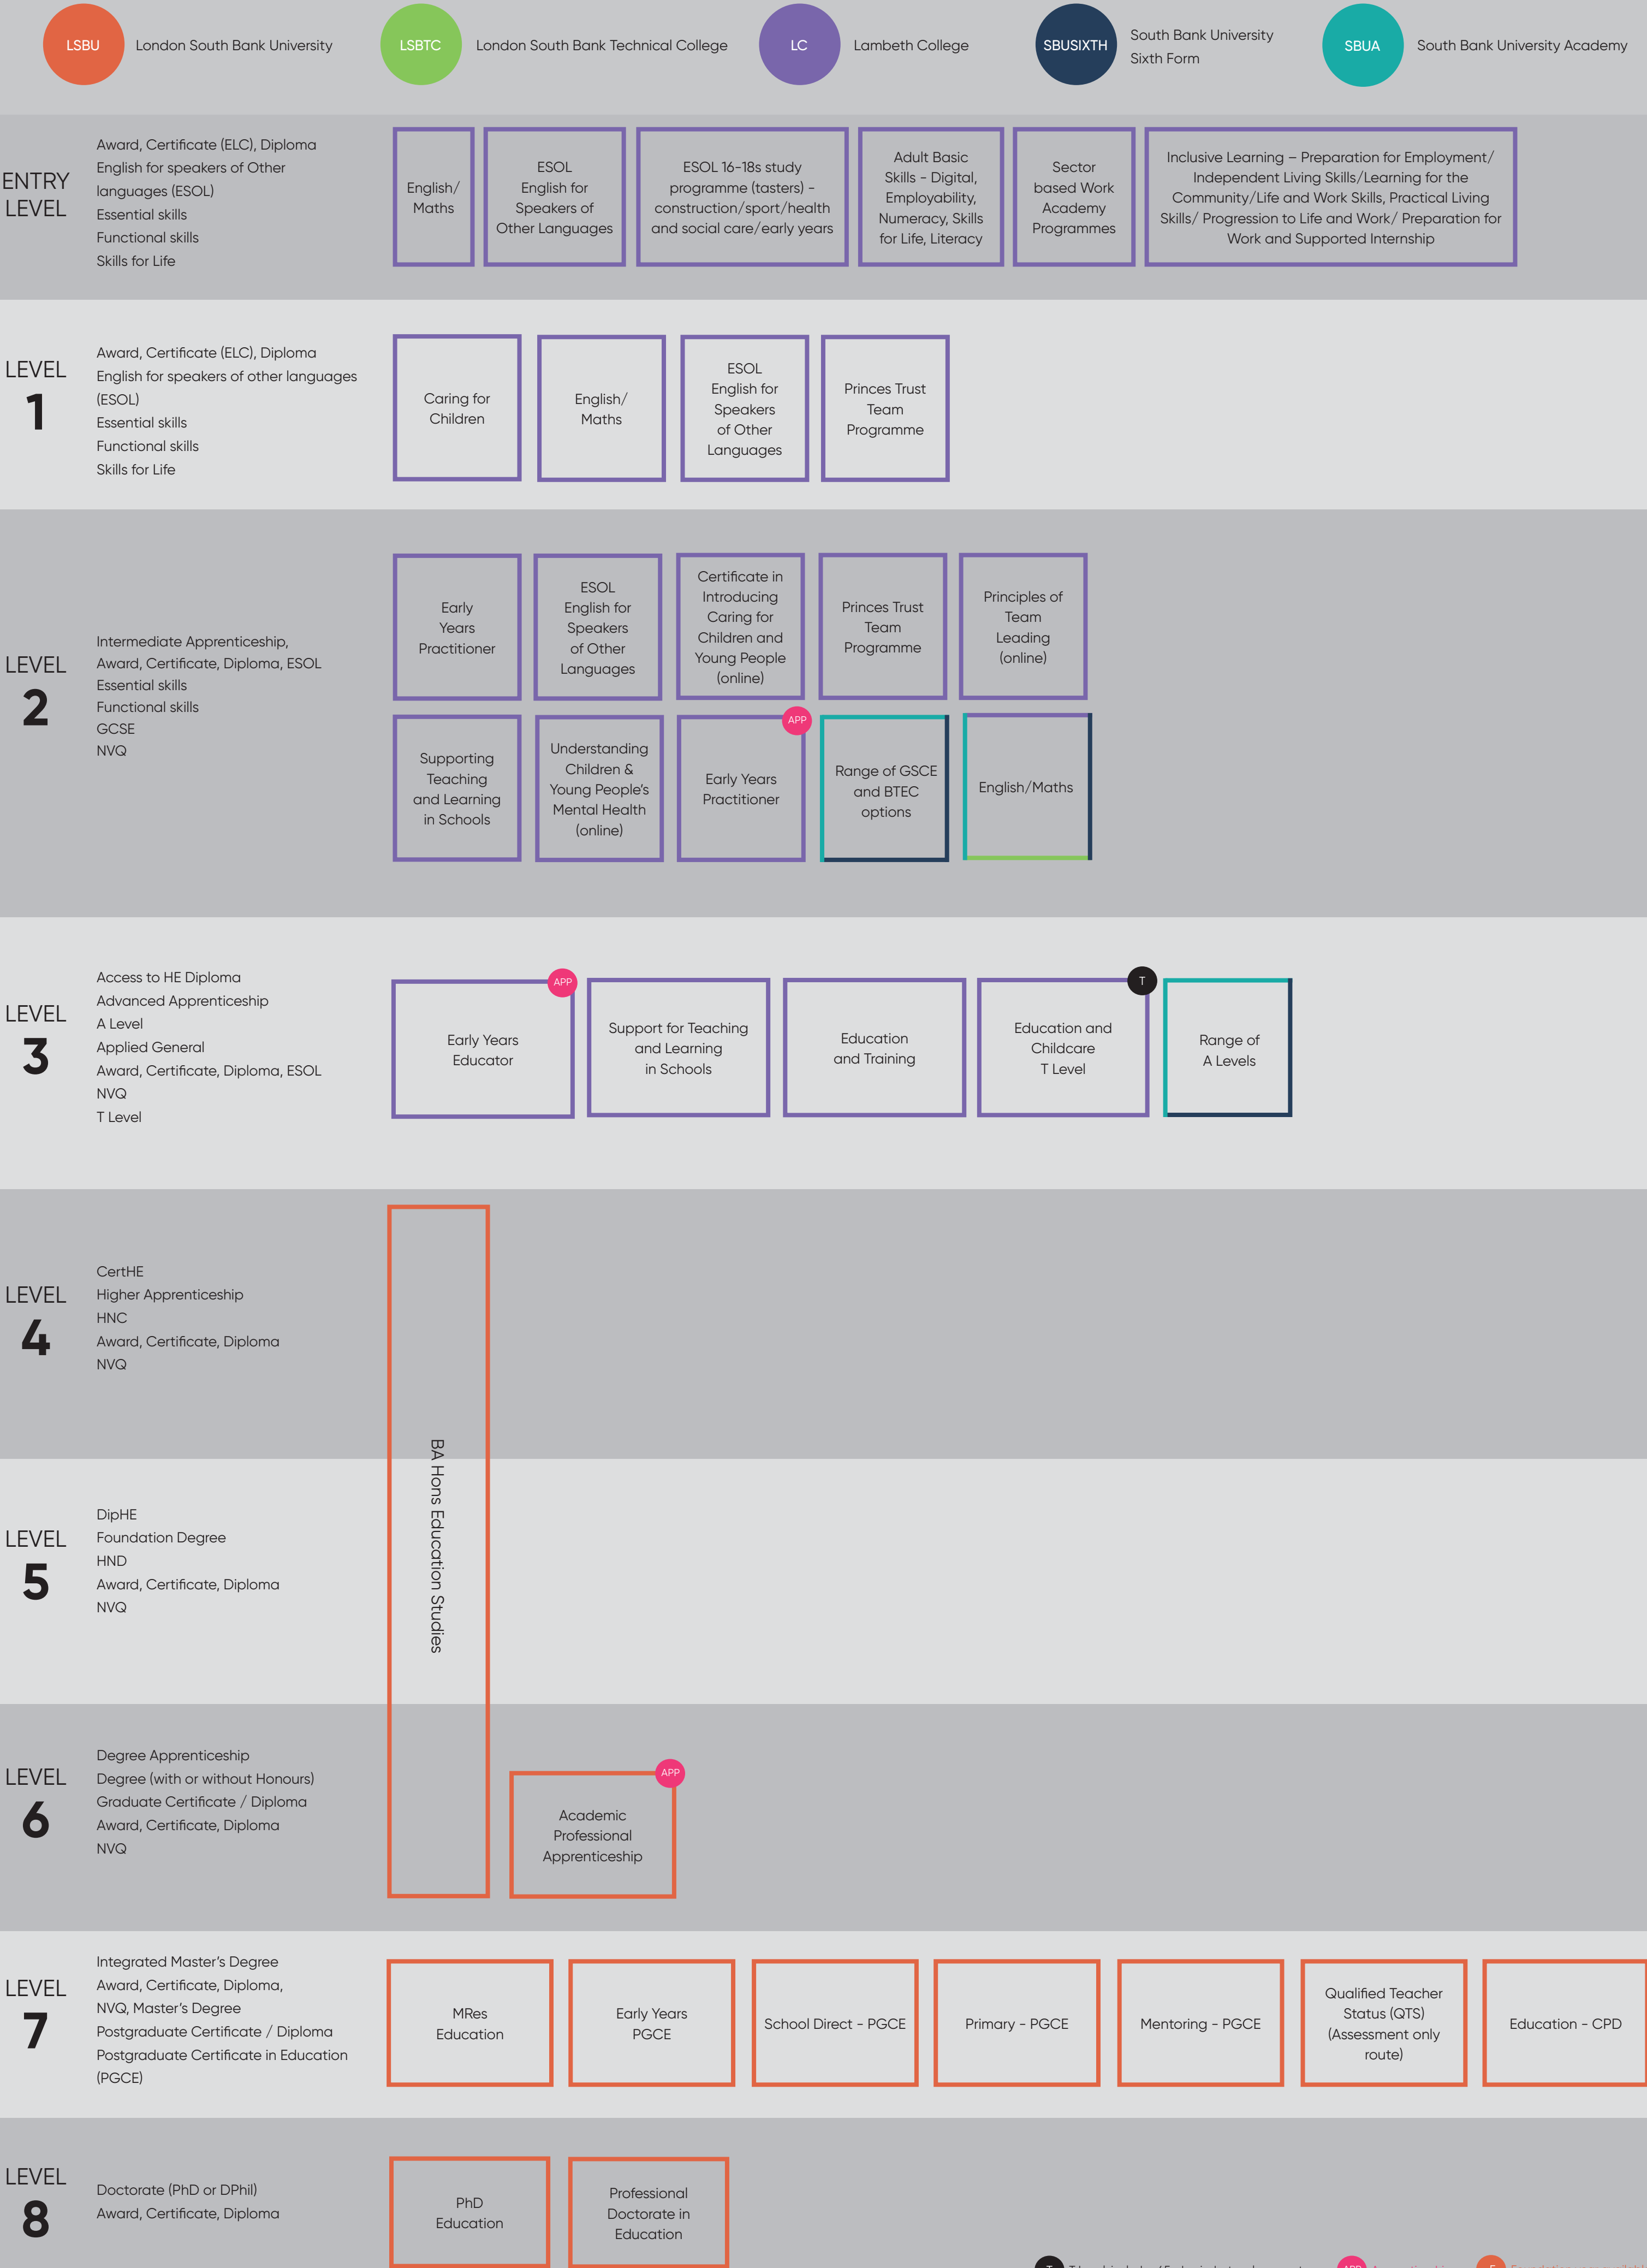 LSBU
London South Bank University
LSBTC
London South Bank Technical College
LC
Lambeth College
SBUSIXTH
South Bank University
Sixth Form
SBUA
South Bank University Academy
ENTRY
LEVEL
Award, Certificate (ELC), Diploma
English for speakers of Other
languages (ESOL)
Essential skills
Functional skills
Skills for Life
English/
Maths
ESOL
English for
Speakers of
Other Languages
ESOL 16-18s study
programme (tasters) -
construction/sport/health
and social care/early years
Adult Basic
Skills - Digital,
Employability,
Numeracy, Skills
for Life, Literacy
Sector
based Work
Academy
Programmes
Inclusive Learning – Preparation for Employment/
Independent Living Skills/Learning for the
Community/Life and Work Skills, Practical Living
Skills/ Progression to Life and Work/ Preparation for
Work and Supported Internship
LEVEL
1
Award, Certificate (ELC), Diploma
English for speakers of other languages
(ESOL)
Essential skills
Functional skills
Skills for Life
Caring for
Children
English/
Maths
ESOL
English for
Speakers
of Other
Languages
Princes Trust
Team
Programme
LEVEL
2
Intermediate Apprenticeship,
Award, Certificate, Diploma, ESOL
Essential skills
Functional skills
GCSE
NVQ
Early
Years
Practitioner
ESOL
English for
Speakers
of Other
Languages
Certificate in
Introducing
Caring for
Children and
Young People
(online)
Princes Trust
Team
Programme
Principles of
Team
Leading
(online)
Supporting
Teaching
and Learning
in Schools
Understanding
Children &
Young People's
Mental Health
(online)
APP
Early Years
Practitioner
Range of GSCE
and BTEC
options
English/Maths
LEVEL
3
Access to HE Diploma
Advanced Apprenticeship
A Level
Applied General
Award, Certificate, Diploma, ESOL
NVQ
T Level
APP
Early Years
Educator
Support for Teaching
and Learning
in Schools
Education
and Training
T
Education and
Childcare
T Level
Range of
A Levels
LEVEL
4
CertHE
Higher Apprenticeship
HNC
Award, Certificate, Diploma
NVQ
BA Hons Education Studies
LEVEL
5
DipHE
Foundation Degree
HND
Award, Certificate, Diploma
NVQ
LEVEL
6
Degree Apprenticeship
Degree (with or without Honours)
Graduate Certificate / Diploma
Award, Certificate, Diploma
NVQ
APP
Academic
Professional
Apprenticeship
LEVEL
7
Integrated Master's Degree
Award, Certificate, Diploma,
NVQ, Master's Degree
Postgraduate Certificate / Diploma
Postgraduate Certificate in Education
(PGCE)
MRes
Education
Early Years
PGCE
School Direct - PGCE
Primary - PGCE
Mentoring - PGCE
Qualified Teacher
Status (QTS)
(Assessment only
route)
Education - CPD
LEVEL
8
Doctorate (PhD or DPhil)
Award, Certificate, Diploma
PhD
Education
Professional
Doctorate in
Education